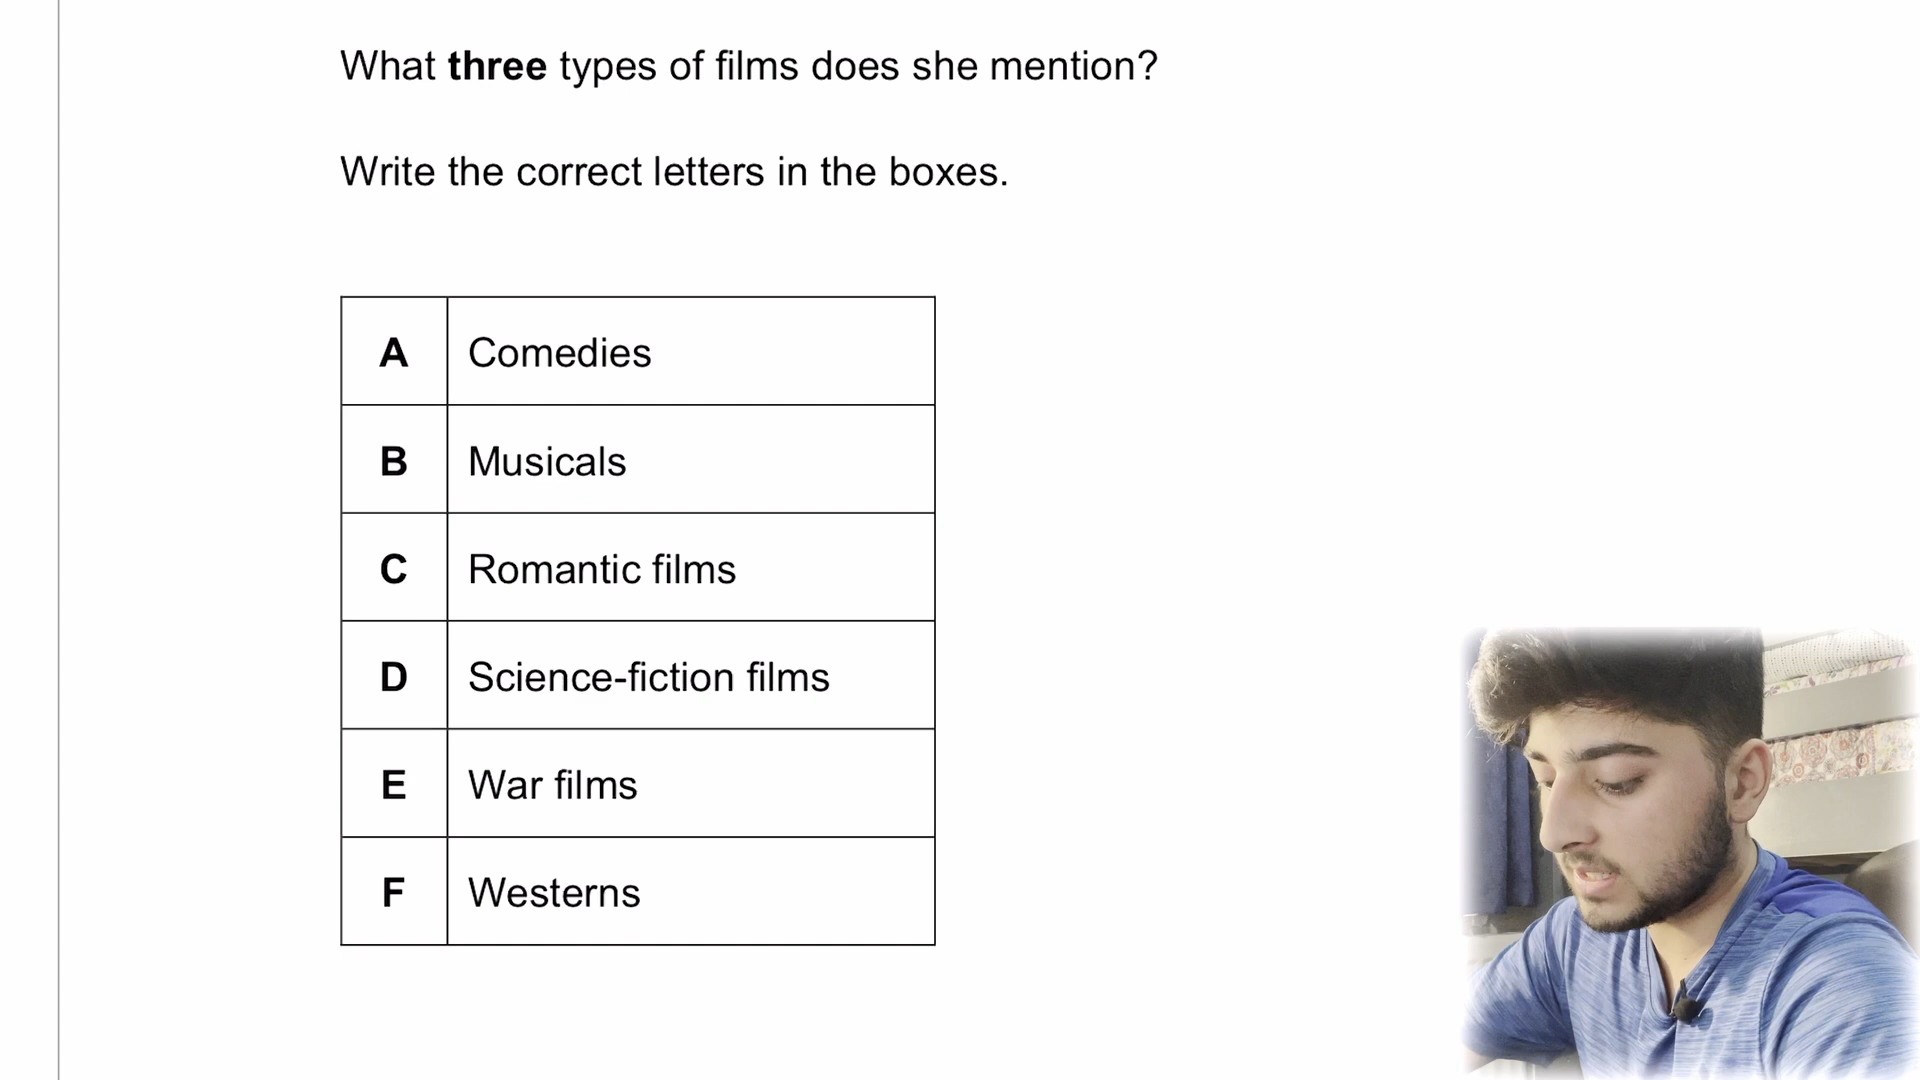 What three types of films does she mention?
Write the correct letters in the boxes.
A Comedies
B Musicals
C Romantic films
D Science-fiction films
E War films
F Westerns